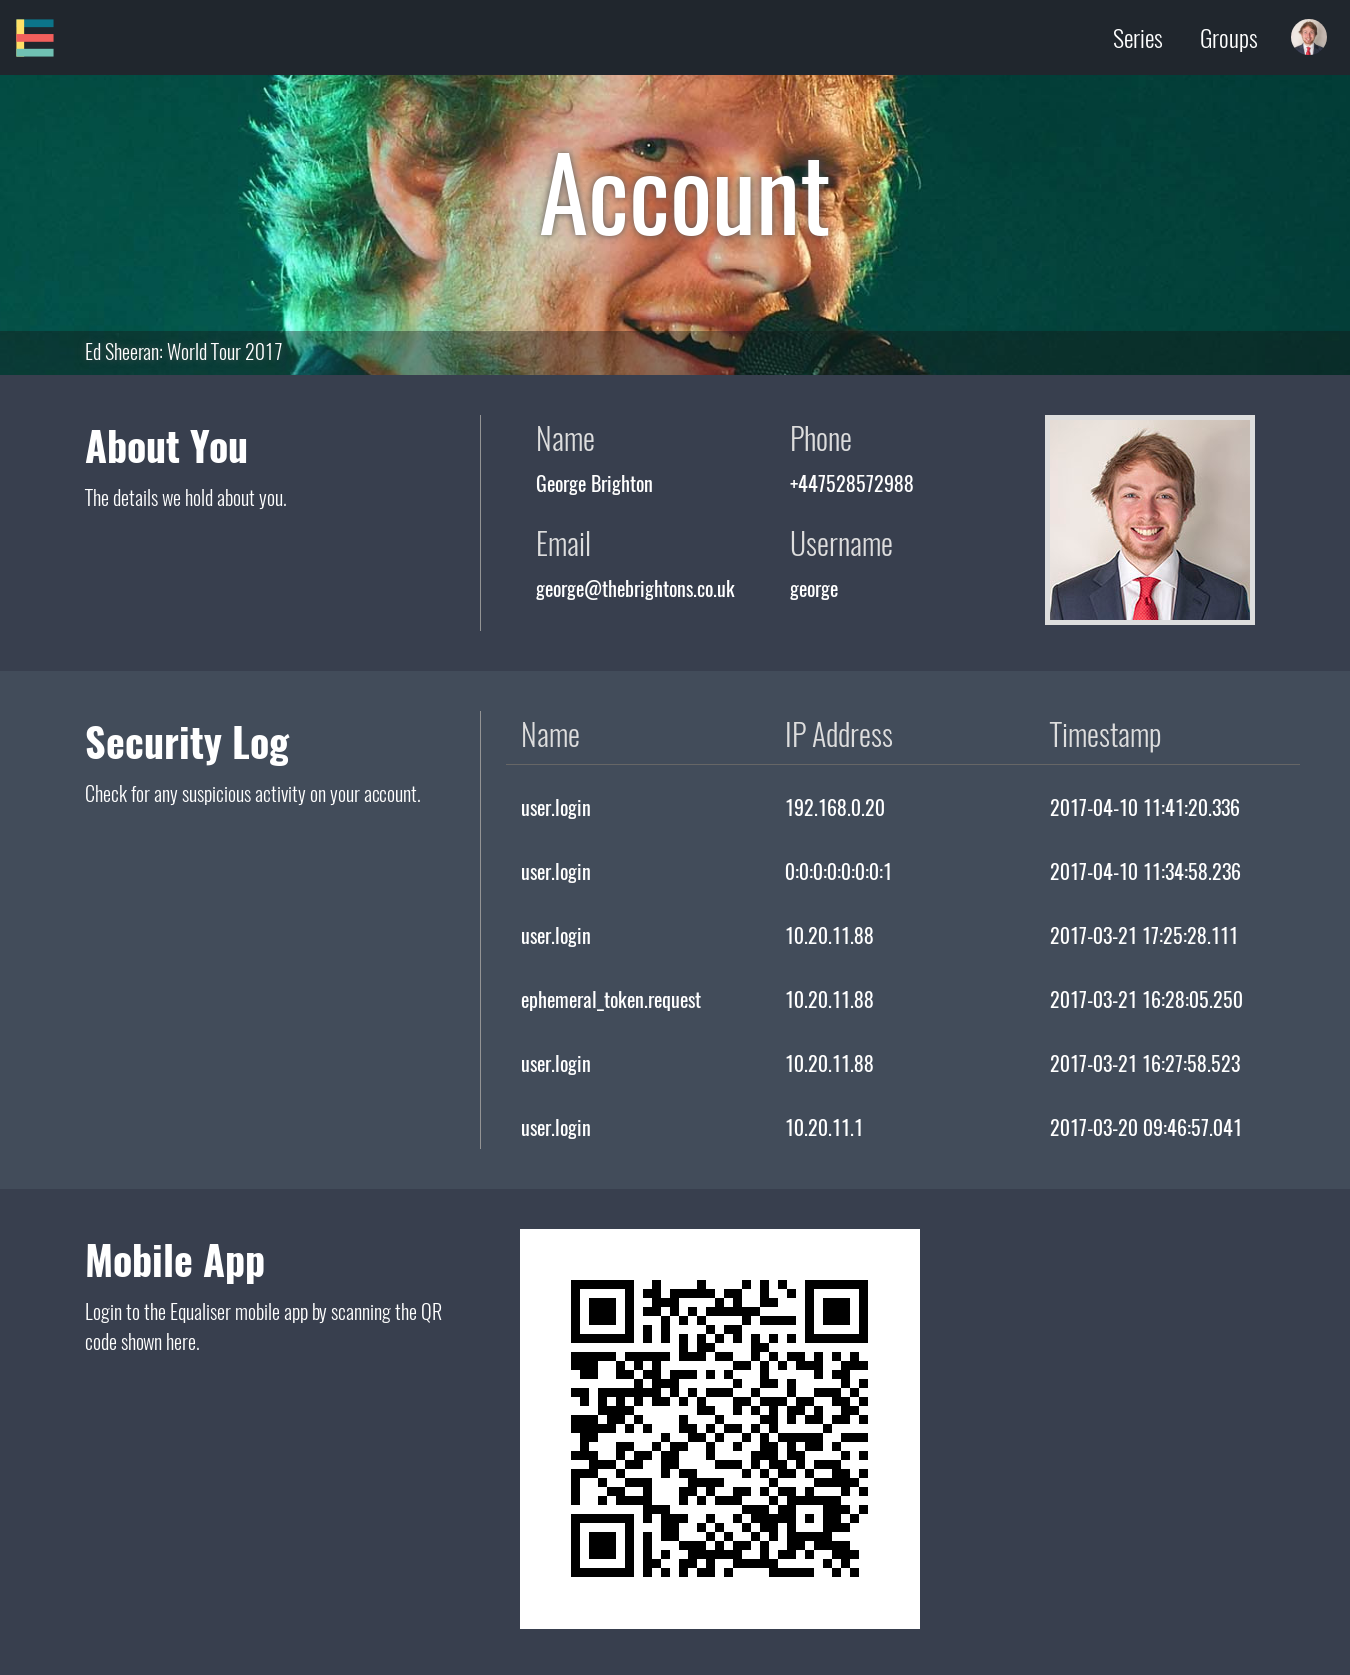 Series Groups
Account
Ed Sheeran: World Tour 2017
About You
The details we hold about you.
Name Phone
George Brighton +447528572988
Email Username
george@thebrightons.co.uk george
Security Log
Check for any suspicious activity on your account.
Name IP Address Timestamp
user.login 192.168.0.20 2017-04-10 11:41:20.336
user.login 0:0:0:0:0:0:0:1 2017-04-10 11:34:58.236
user.login 10.20.11.88 2017-03-21 17:25:28.111
ephemeral_token.request 10.20.11.88 2017-03-21 16:28:05.250
user.login 10.20.11.88 2017-03-21 16:27:58.523
user.login 10.20.11.1 2017-03-20 09:46:57.041
Mobile App
Login to the Equaliser mobile app by scanning the QR
code shown here.